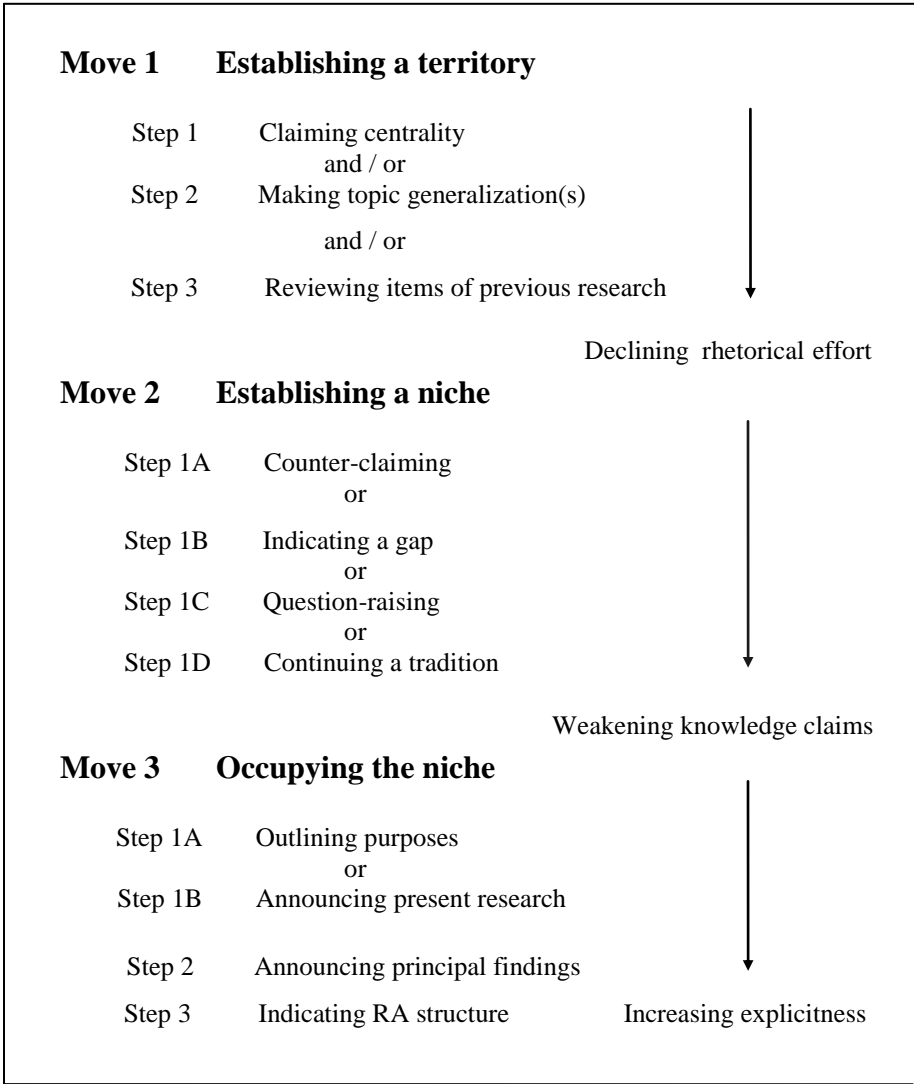 Move 1 Establishing a territory
Step 1 Claiming centrality
and / or
Step 2 Making topic generalization(s)
and / or
Step 3 Reviewing items of previous research
Declining rhetorical effort
Move 2 Establishing a niche
Step 1A Counter-claiming
or
Step 1B Indicating a gap
or
Step 1C Question-raising
or
Step 1D Continuing a tradition
Weakening knowledge claims
Move 3 Occupying the niche
Step 1A Outlining purposes
or
Step 1B Announcing present research
Step 2 Announcing principal findings
Step 3 Indicating RA structure Increasing explicitness